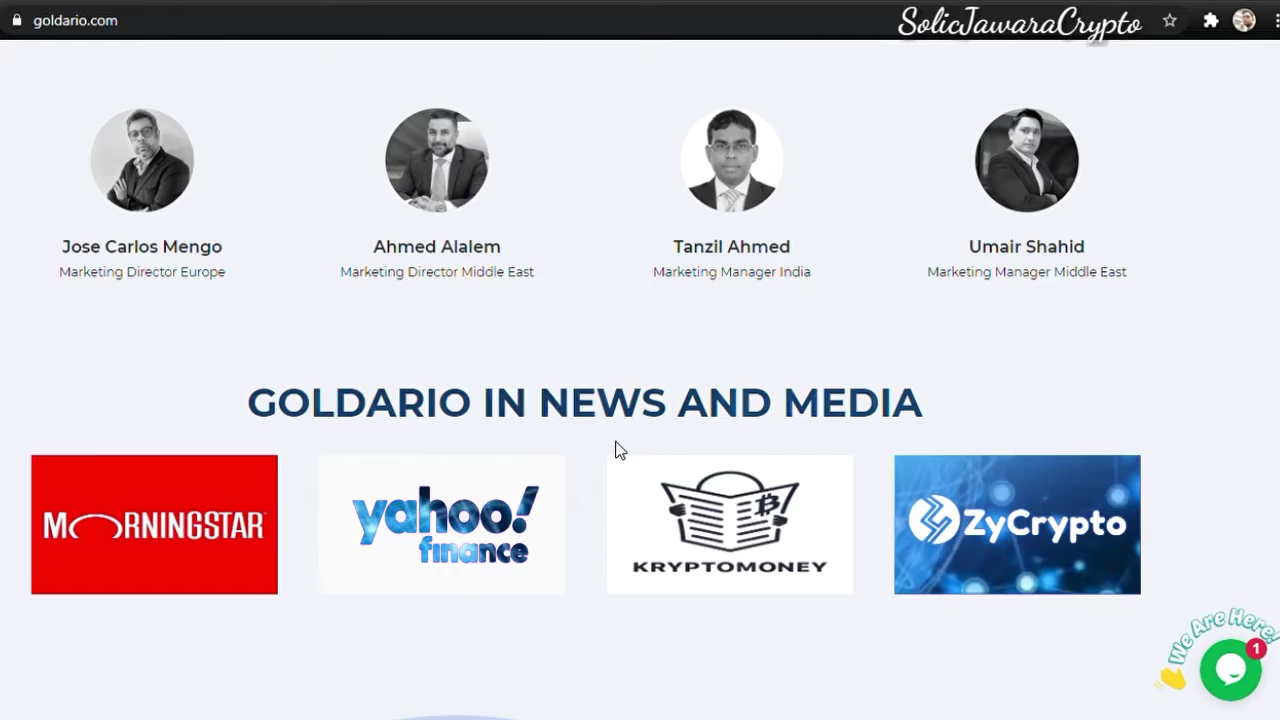 goldario.com
SolicJawaraCrypto
Jose Carlos Mengo
Marketing Director Europe
Ahmed Alalem
Marketing Director Middle East
Tanzil Ahmed
Marketing Manager India
Umair Shahid
Marketing Manager Middle East
GOLDARIO IN NEWS AND MEDIA
MORNINGSTAR
yahoo!
finance
KRYPTOMONEY
ZyCrypto
We Are Here!
1